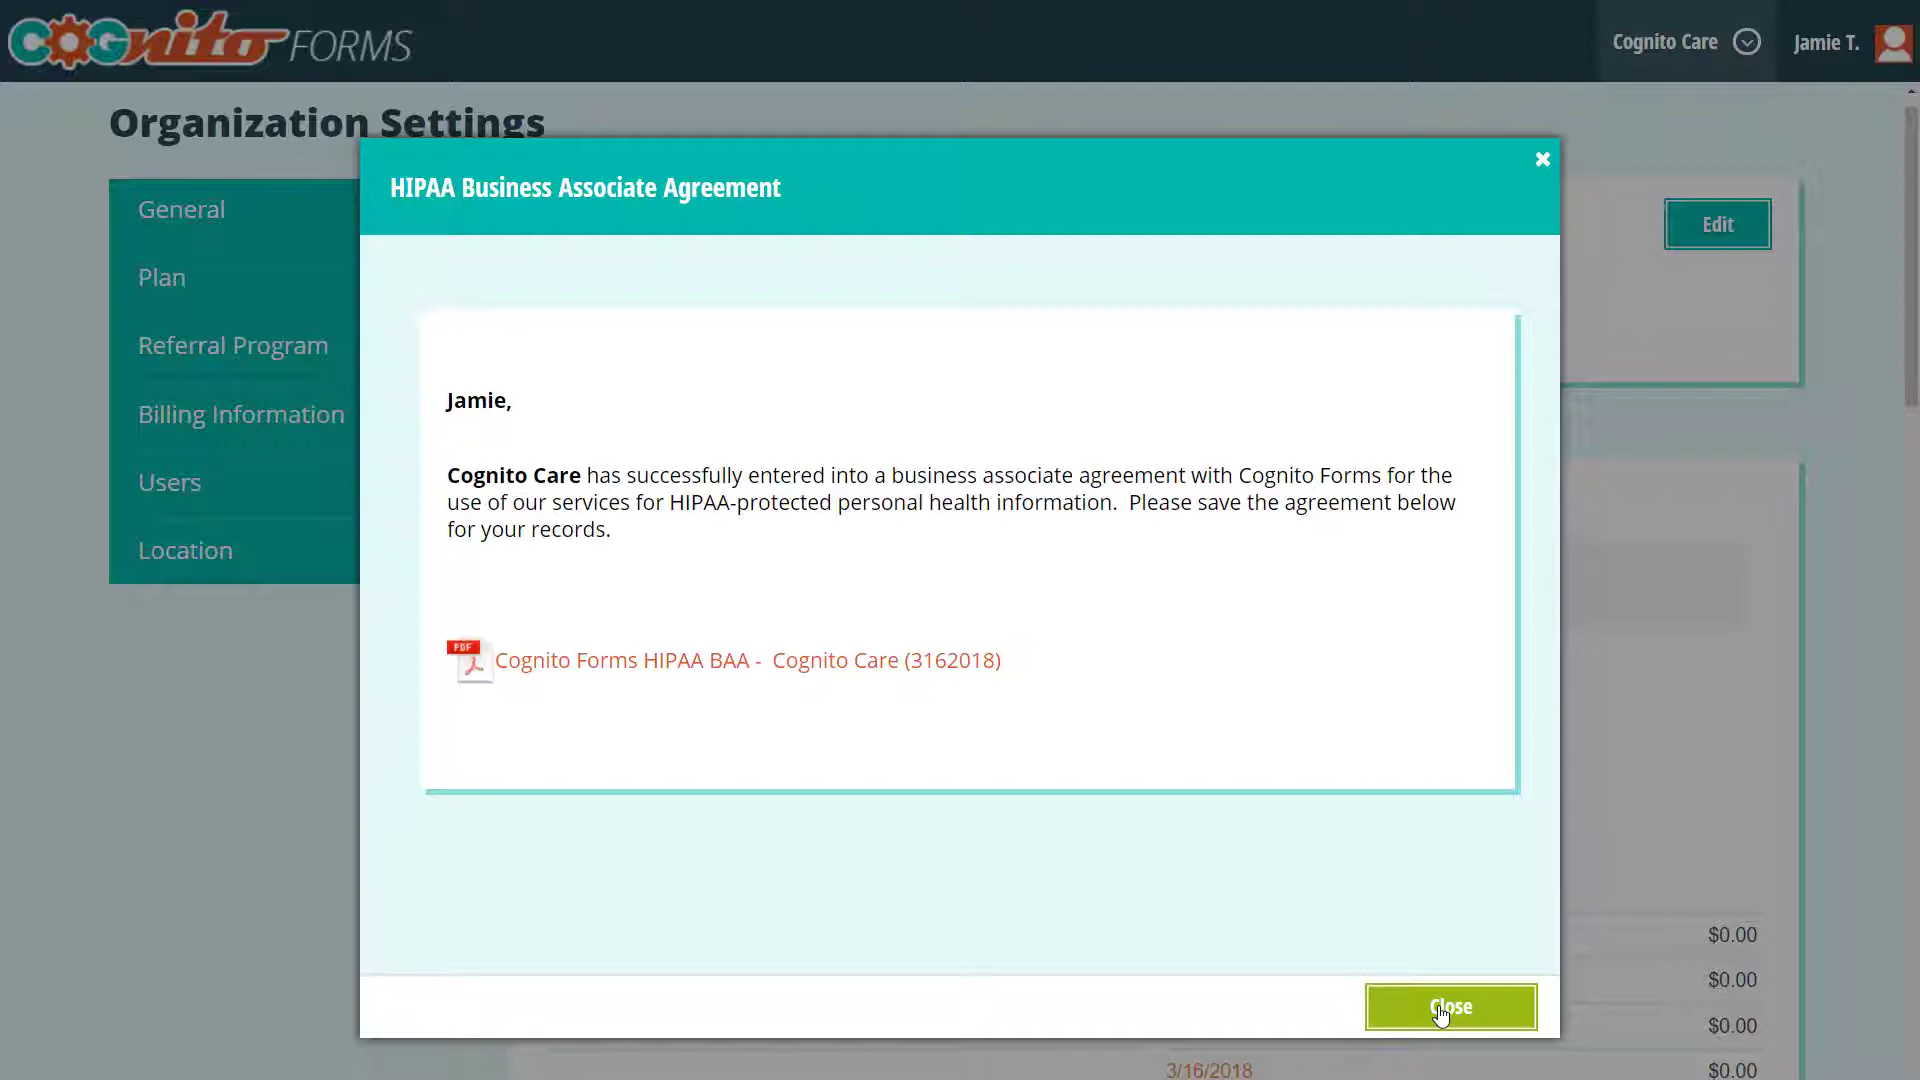 COGnito FORMS
Cognito Care
Jamie T.
Organization Settings
General
Plan
Referral Program
Billing Information
Users
Location
Edit
HIPAA Business Associate Agreement
Jamie,
Cognito Care has successfully entered into a business associate agreement with Cognito Forms for the
use of our services for HIPAA-protected personal health information.  Please save the agreement below
for your records.
PDF
Cognito Forms HIPAA BAA -  Cognito Care (3162018)
$0.00
$0.00
$0.00
3/16/2018 $0.00
Close